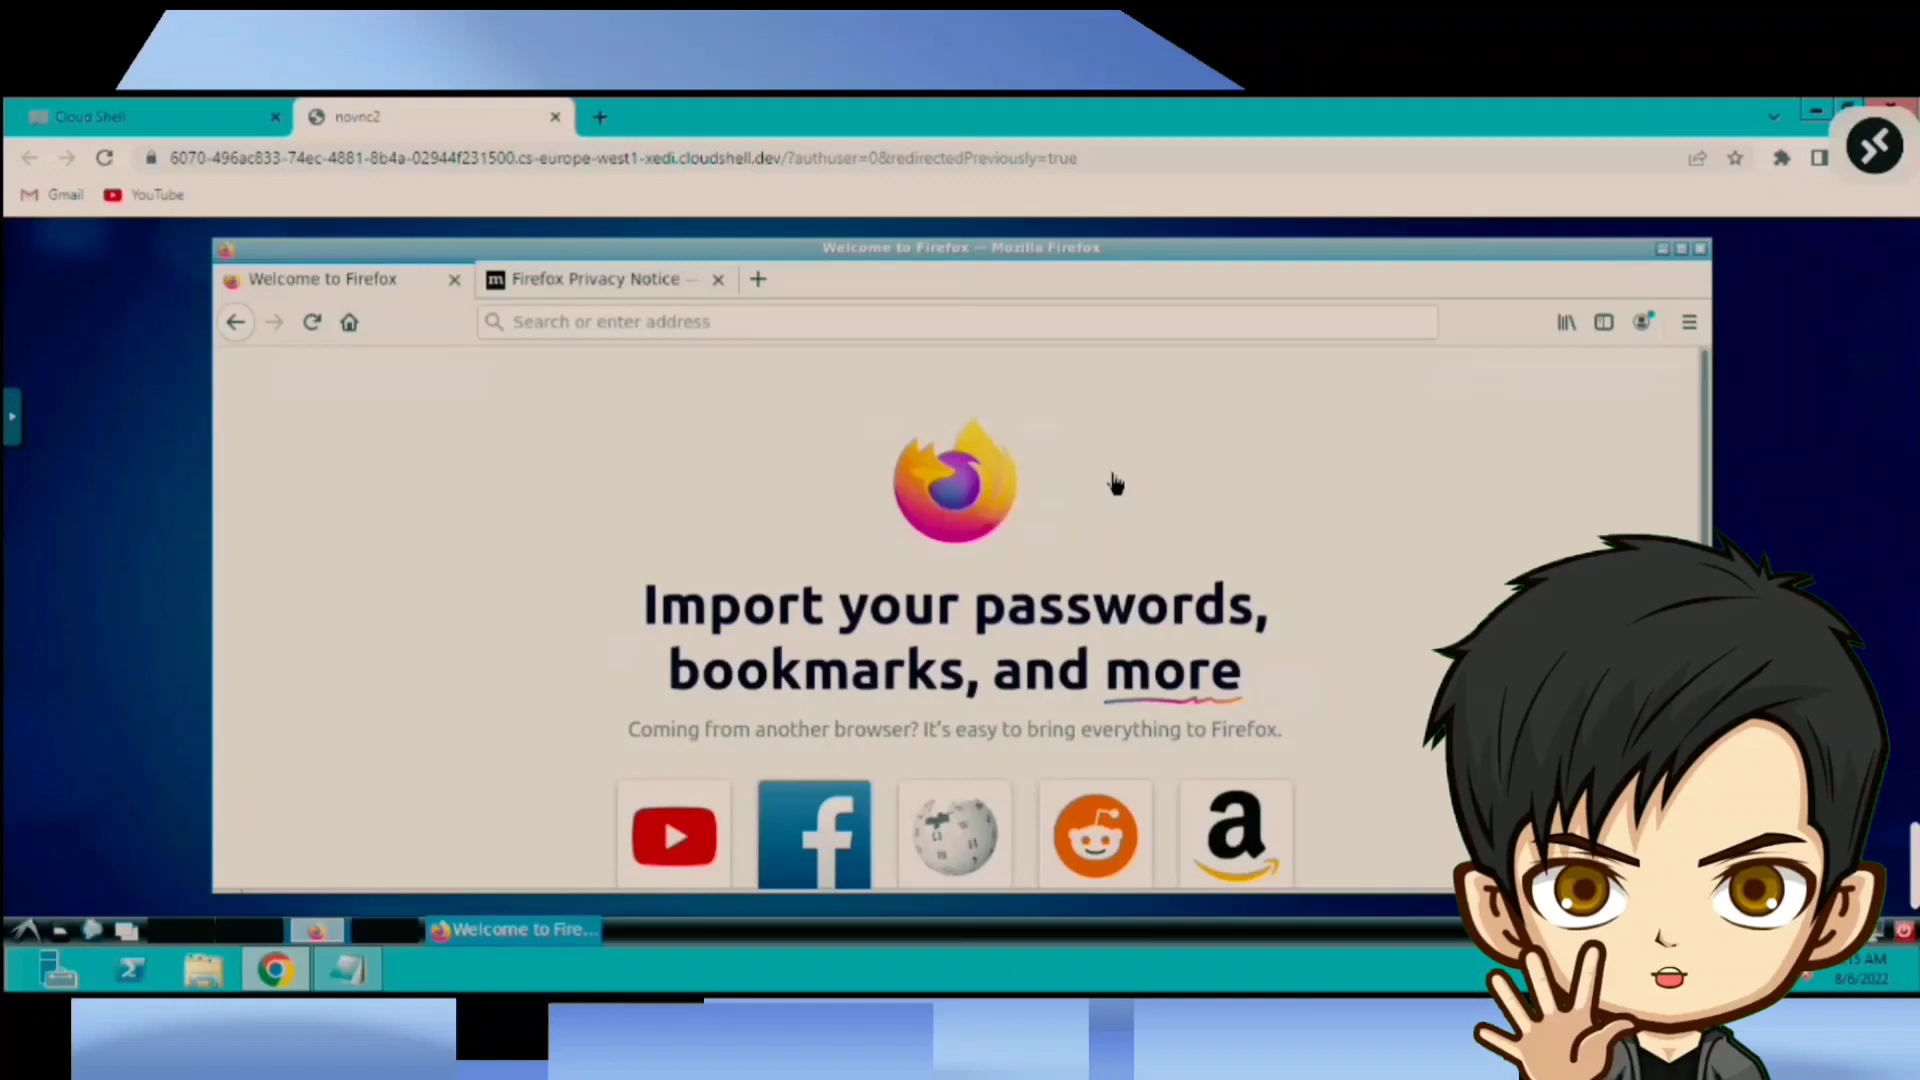 Cloud Shell
novnc2
6070-496ac833-74ec-4881-8b4a-02944f231500.cs-europe-west1-xedi.cloudshell.dev/?authuser=0&redirectedPreviously=true
Gmail
YouTube
Welcome to Firefox — Mozilla Firefox
Welcome to Firefox
m
Firefox Privacy Notice —
Search or enter address
Import your passwords,
bookmarks, and more
Coming from another browser? It's easy to bring everything to Firefox.
f
a
Welcome to Fire...
15 AM
8/6/2022